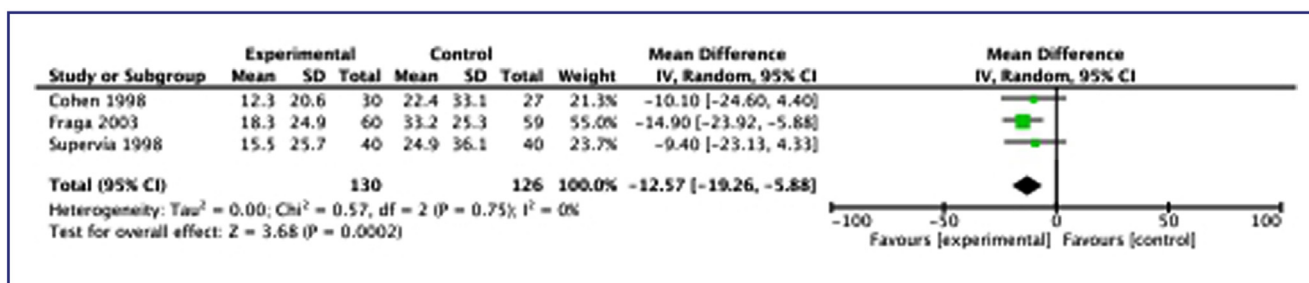 Experimental Control Mean Difference Mean Difference
Study or Subgroup Mean SD Total Mean SD Total Weight IV, Random, 95% CI IV, Random, 95% CI
Cohen 1998 12.3 20.6 30 22.4 33.1 27 21.3% -10.10 [-24.60, 4.40]
Fraga 2003 18.3 24.9 60 33.2 25.3 59 55.0% -14.90 [-23.92, -5.88]
Supervia 1998 15.5 25.7 40 24.9 36.1 40 23.7% -9.40 [-23.13, 4.33]
Total (95% CI) 130 126 100.0% -12.57 [-19.26, -5.88]
Heterogeneity: Tau² = 0.00; Chi² = 0.57, df = 2 (P = 0.75); I² = 0%
Test for overall effect: Z = 3.68 (P = 0.0002)
-100 -50 0 50 100
Favours [experimental] Favours [control]